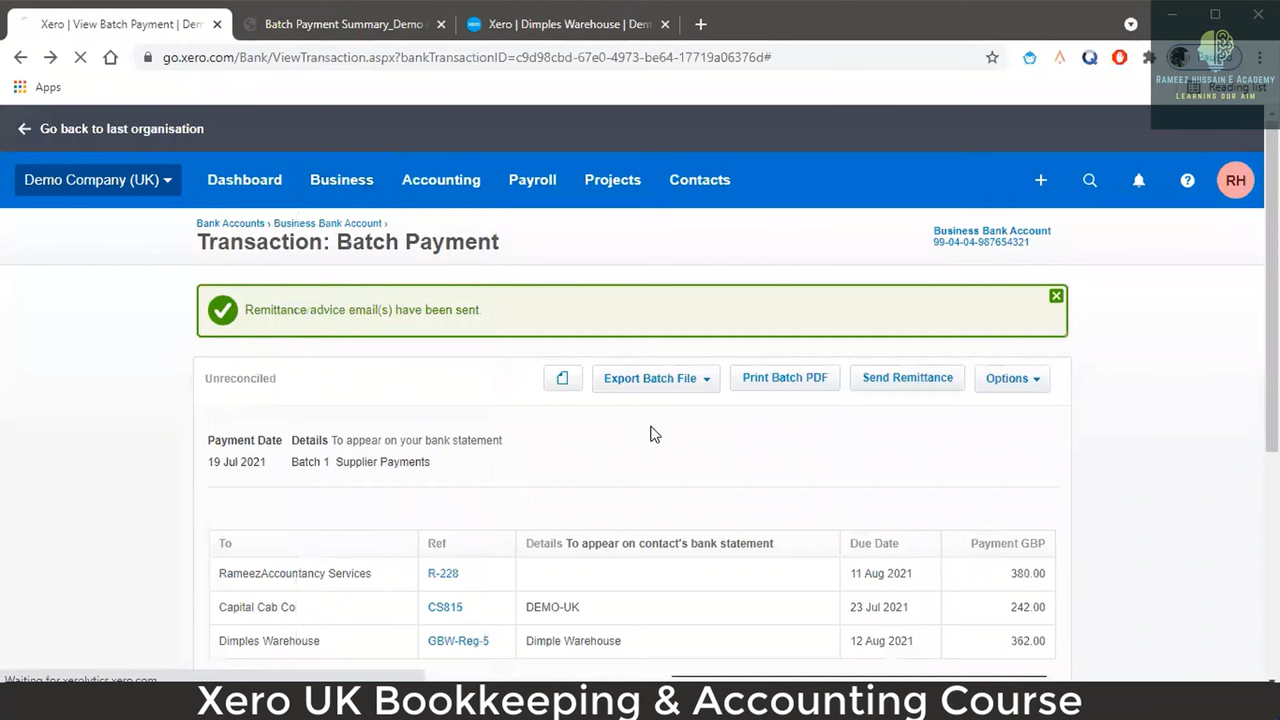 Xero | View Batch Payment | Dem
Batch Payment Summary_Demo
Xero | Dimples Warehouse | Dem
go.xero.com/Bank/ViewTransaction.aspx?bankTransactionID=c9d98cbd-67e0-4973-be64-17719a06376d#
Apps
Reading list
RAMEEZ HUSSAIN E ACADEMY
LEARNING OUR AIM
Go back to last organisation
Demo Company (UK)
Dashboard
Business
Accounting
Payroll
Projects
Contacts
RH
Bank Accounts › Business Bank Account ›
Transaction: Batch Payment
Business Bank Account
99-04-04-987654321
Remittance advice email(s) have been sent.
Unreconciled
Export Batch File
Print Batch PDF
Send Remittance
Options
Payment Date Details To appear on your bank statement
19 Jul 2021 Batch 1 Supplier Payments
To Ref Details To appear on contact's bank statement Due Date Payment GBP
RameezAccountancy Services R-228 11 Aug 2021 380.00
Capital Cab Co CS815 DEMO-UK 23 Jul 2021 242.00
Dimples Warehouse GBW-Reg-5 Dimple Warehouse 12 Aug 2021 362.00
Xero UK Bookkeeping & Accounting Course